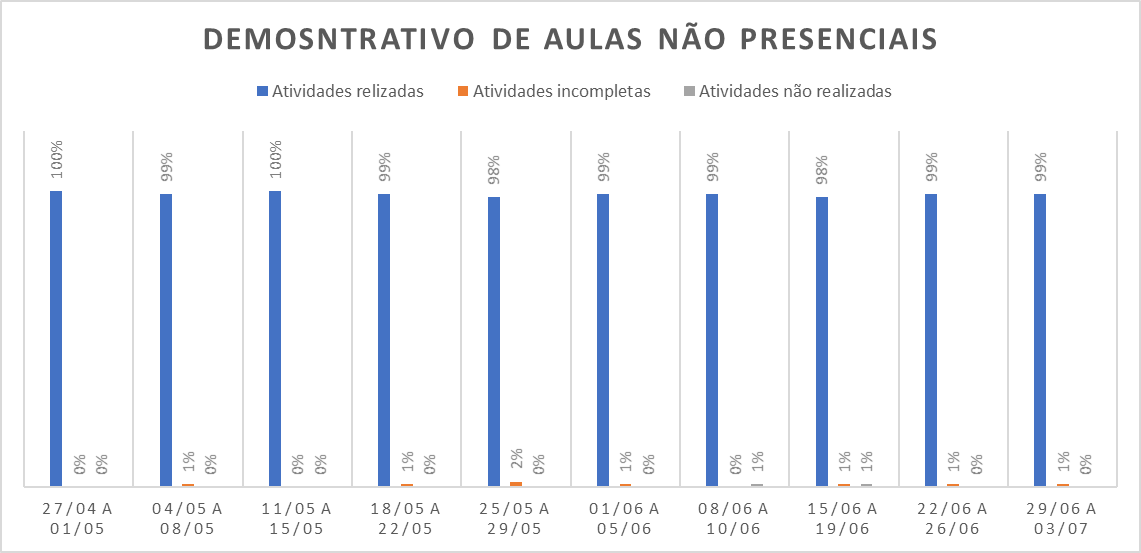 DEMOSNTRATIVO DE AULAS NÃO PRESENCIAIS
Atividades relizadas Atividades incompletas Atividades não realizadas
100% 99% 100% 99% 98% 99% 99% 98% 99% 99%
0% 0% 1% 0% 0% 0% 1% 0% 2% 0% 1% 0% 0% 1% 1% 1% 1% 0% 1% 0%
27/04 A 04/05 A 11/05 A 18/05 A 25/05 A 01/06 A 08/06 A 15/06 A 22/06 A 29/06 A
01/05 08/05 15/05 22/05 29/05 05/06 10/06 19/06 26/06 03/07